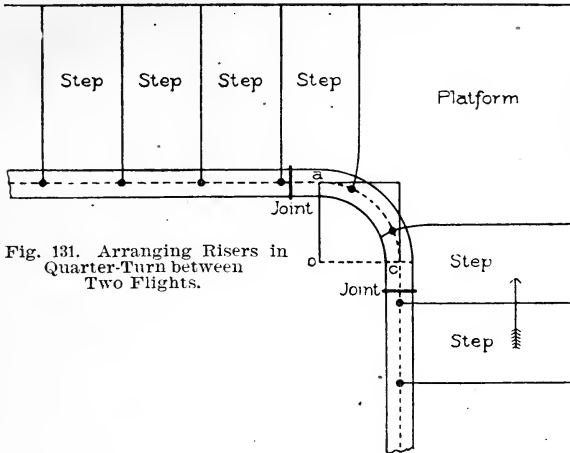 Step
Step
Step
Step
Platform
a
Joint
Fig. 131. Arranging Risers in
Quarter-Turn between
Two Flights.
o
c
Step
Joint
Step